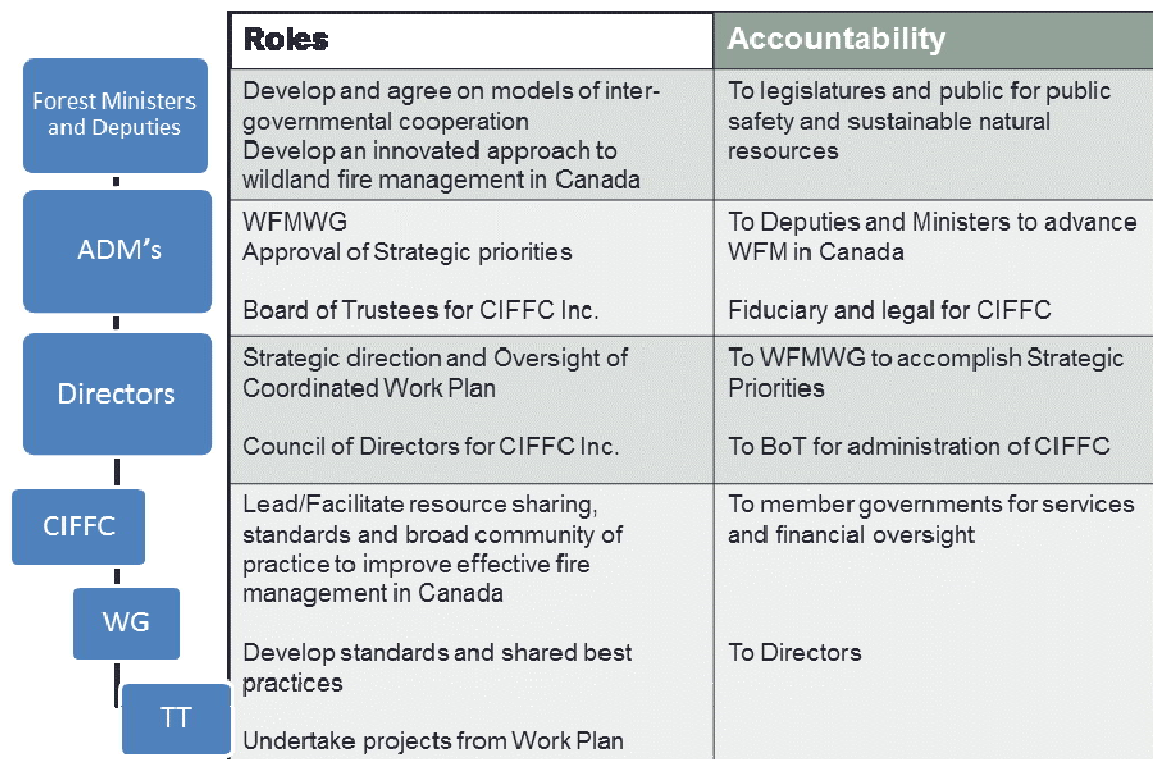 Roles
Accountability
Forest Ministers
and Deputies
Develop and agree on models of inter-
governmental cooperation
Develop an innovated approach to
wildland fire management in Canada
To legislatures and public for public
safety and sustainable natural
resources
ADM's
WFMWG
Approval of Strategic priorities
Board of Trustees for CIFFC Inc.
To Deputies and Ministers to advance
WFM in Canada
Fiduciary and legal for CIFFC
Directors
Strategic direction and Oversight of
Coordinated Work Plan
Council of Directors for CIFFC Inc.
To WFMWG to accomplish Strategic
Priorities
To BoT for administration of CIFFC
CIFFC
Lead/Facilitate resource sharing,
standards and broad community of
practice to improve effective fire
management in Canada
To member governments for services
and financial oversight
WG
Develop standards and shared best
practices
To Directors
TT
Undertake projects from Work Plan